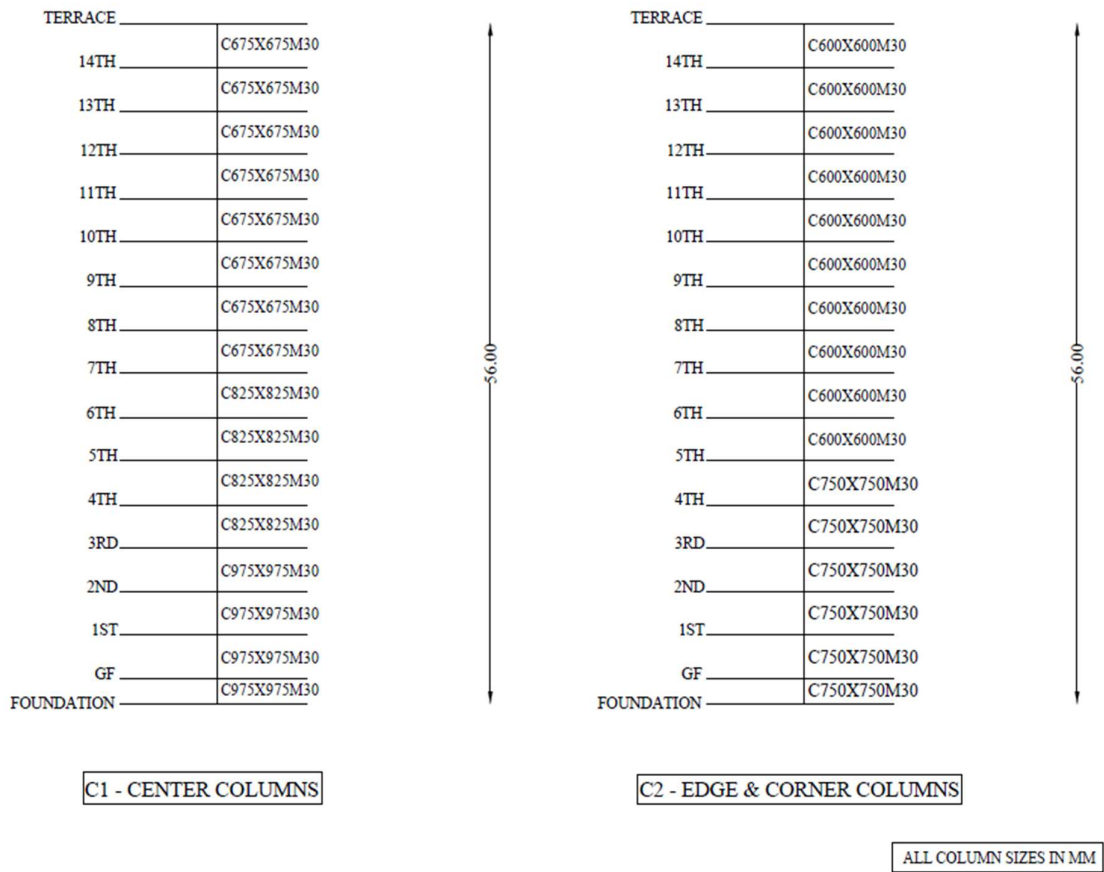 TERRACE
C675X675M30
14TH
C675X675M30
13TH
C675X675M30
12TH
C675X675M30
11TH
C675X675M30
10TH
C675X675M30
9TH
C675X675M30
8TH
C675X675M30
7TH
C825X825M30
6TH
C825X825M30
5TH
C825X825M30
4TH
C825X825M30
3RD
C975X975M30
2ND
C975X975M30
1ST
C975X975M30
GF
C975X975M30
FOUNDATION
56.00
C1 - CENTER COLUMNS
TERRACE
C600X600M30
14TH
C600X600M30
13TH
C600X600M30
12TH
C600X600M30
11TH
C600X600M30
10TH
C600X600M30
9TH
C600X600M30
8TH
C600X600M30
7TH
C600X600M30
6TH
C600X600M30
5TH
C750X750M30
4TH
C750X750M30
3RD
C750X750M30
2ND
C750X750M30
1ST
C750X750M30
GF
C750X750M30
FOUNDATION
56.00
C2 - EDGE & CORNER COLUMNS
ALL COLUMN SIZES IN MM